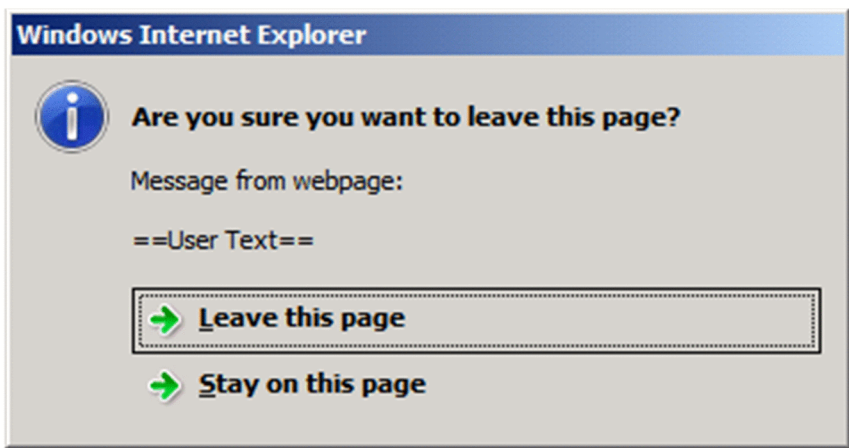 Windows Internet Explorer
Are you sure you want to leave this page?
Message from webpage:
==User Text==
Leave this page
Stay on this page